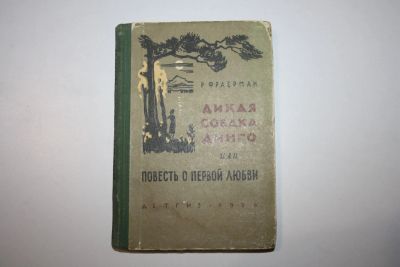 Р. ФРАЕРМАН
ДИКАЯ
СОБАКА
ДИНГО
ИЛИ
ПОВЕСТЬ О ПЕРВОЙ ЛЮБВИ
ДЕТГИЗ